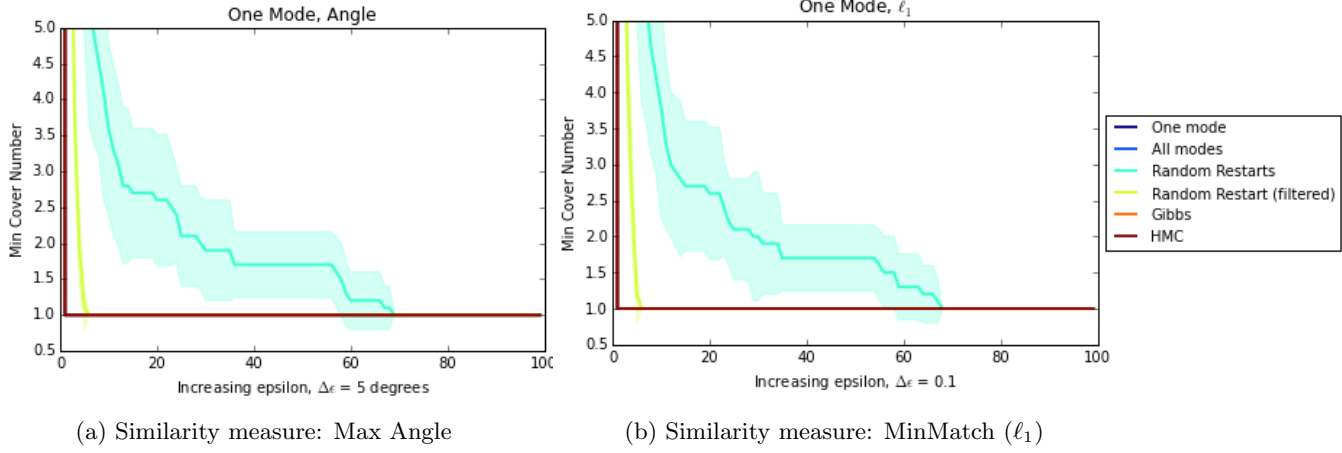 One Mode, Angle
5.0
4.5
4.0
3.5
3.0
2.5
2.0
1.5
1.0
0.5
Min Cover Number
0 20 40 60 80 100
Increasing epsilon, Δϵ = 5 degrees
(a) Similarity measure: Max Angle
One Mode, ℓ₁
5.0
4.5
4.0
3.5
3.0
2.5
2.0
1.5
1.0
0.5
Min Cover Number
0 20 40 60 80 100
Increasing epsilon, Δϵ = 0.1
(b) Similarity measure: MinMatch (ℓ₁)
One mode
All modes
Random Restarts
Random Restart (filtered)
Gibbs
HMC